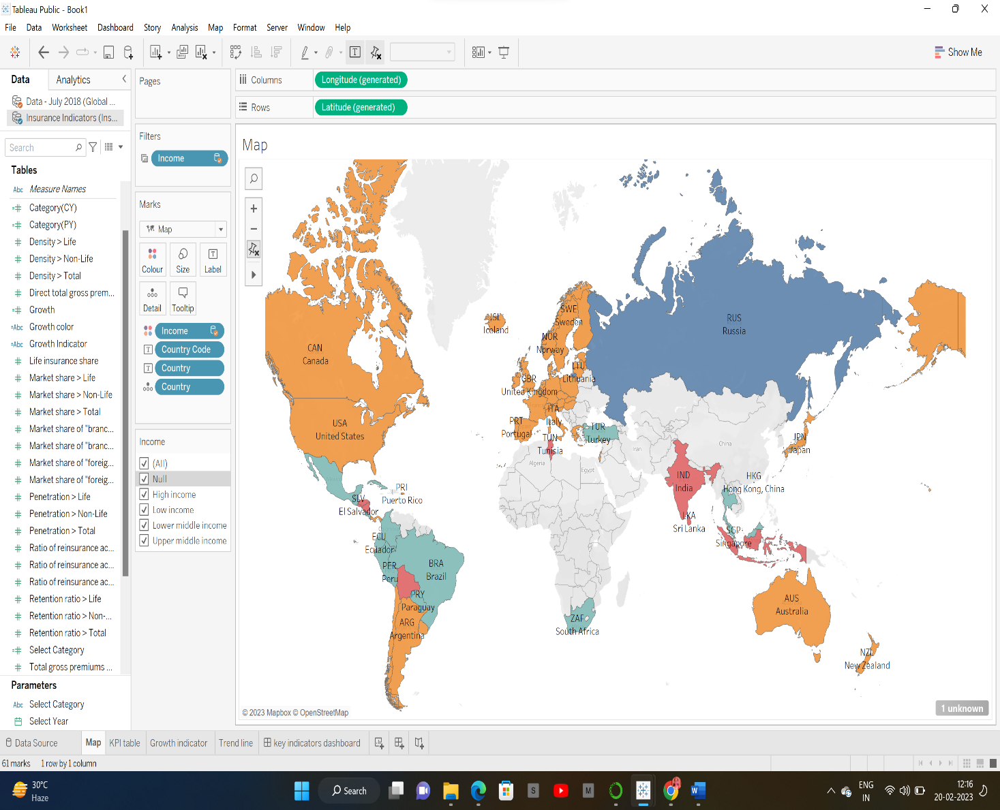 Tableau Public - Book1
File Data Worksheet Dashboard Story Analysis Map Format Server Window Help
Show Me
Data Analytics
Data - July 2018 (Global ...
Insurance Indicators (Ins...
Search
Tables
Abc Measure Names
Category(CY)
Category(PY)
Density > Life
Density > Non-Life
Density > Total
Direct total gross prem...
Growth
Abc Growth color
Abc Growth Indicator
Life insurance share
Market share > Life
Market share > Non-Life
Market share > Total
Market share of "branc...
Market share of "branc...
Market share of "foreig...
Market share of "foreig...
Penetration > Life
Penetration > Non-Life
Penetration > Total
Ratio of reinsurance ac...
Ratio of reinsurance ac...
Ratio of reinsurance ac...
Retention ratio > Life
Retention ratio > Non-...
Retention ratio > Total
Select Category
Total gross premiums ...
Parameters
Abc Select Category
Select Year
Pages
Filters
Income
Marks
Map
Colour Size Label
Detail Tooltip
Income
Country Code
Country
Country
Income
(All)
Null
High income
Low income
Lower middle income
Upper middle income
Columns Longitude (generated)
Rows Latitude (generated)
Map
ISL
Iceland
SWE
Sweden
NOR
Norway
RUS
Russia
CAN
Canada
LTU
Lithuania
GBR
United Kingdom
ITA
Italy
PRT
Portugal
TUR
Turkey
TUN
Tunisia
USA
United States
JPN
Japan
China
Iran
Algeria
Egypt
IND
India
HKG
Hong Kong, China
PRI
Puerto Rico
SLV
El Salvador
LKA
Sri Lanka
SGP
Singapore
ECU
Ecuador
PER
Peru
BRA
Brazil
PRY
Paraguay
ARG
Argentina
ZAF
South Africa
AUS
Australia
NZL
New Zealand
© 2023 Mapbox © OpenStreetMap
1 unknown
Data Source Map KPI table Growth indicator Trend line key indicators dashboard
61 marks 1 row by 1 column
30°C
Haze
Search
S
M
ENG
IN
12:16
20-02-2023